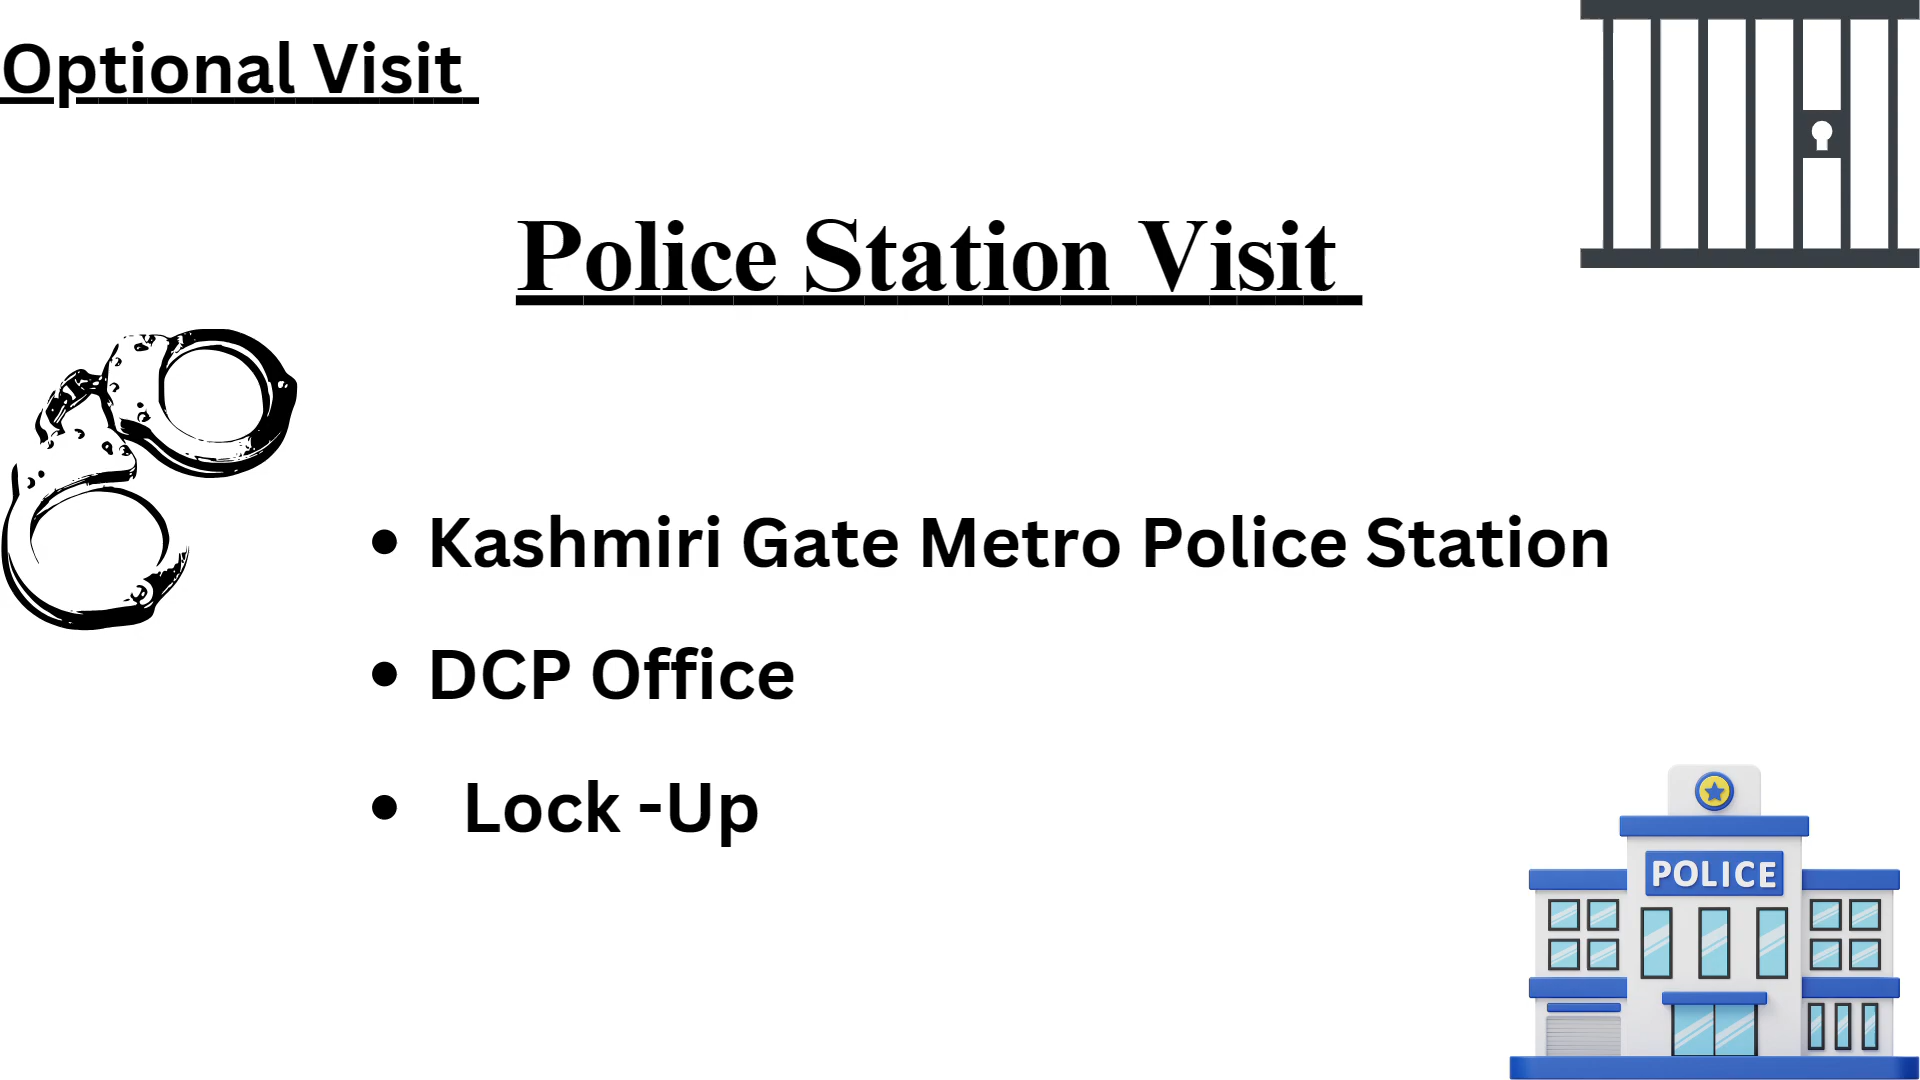 Optional Visit
Police Station Visit
• Kashmiri Gate Metro Police Station
• DCP Office
• Lock -Up
POLICE